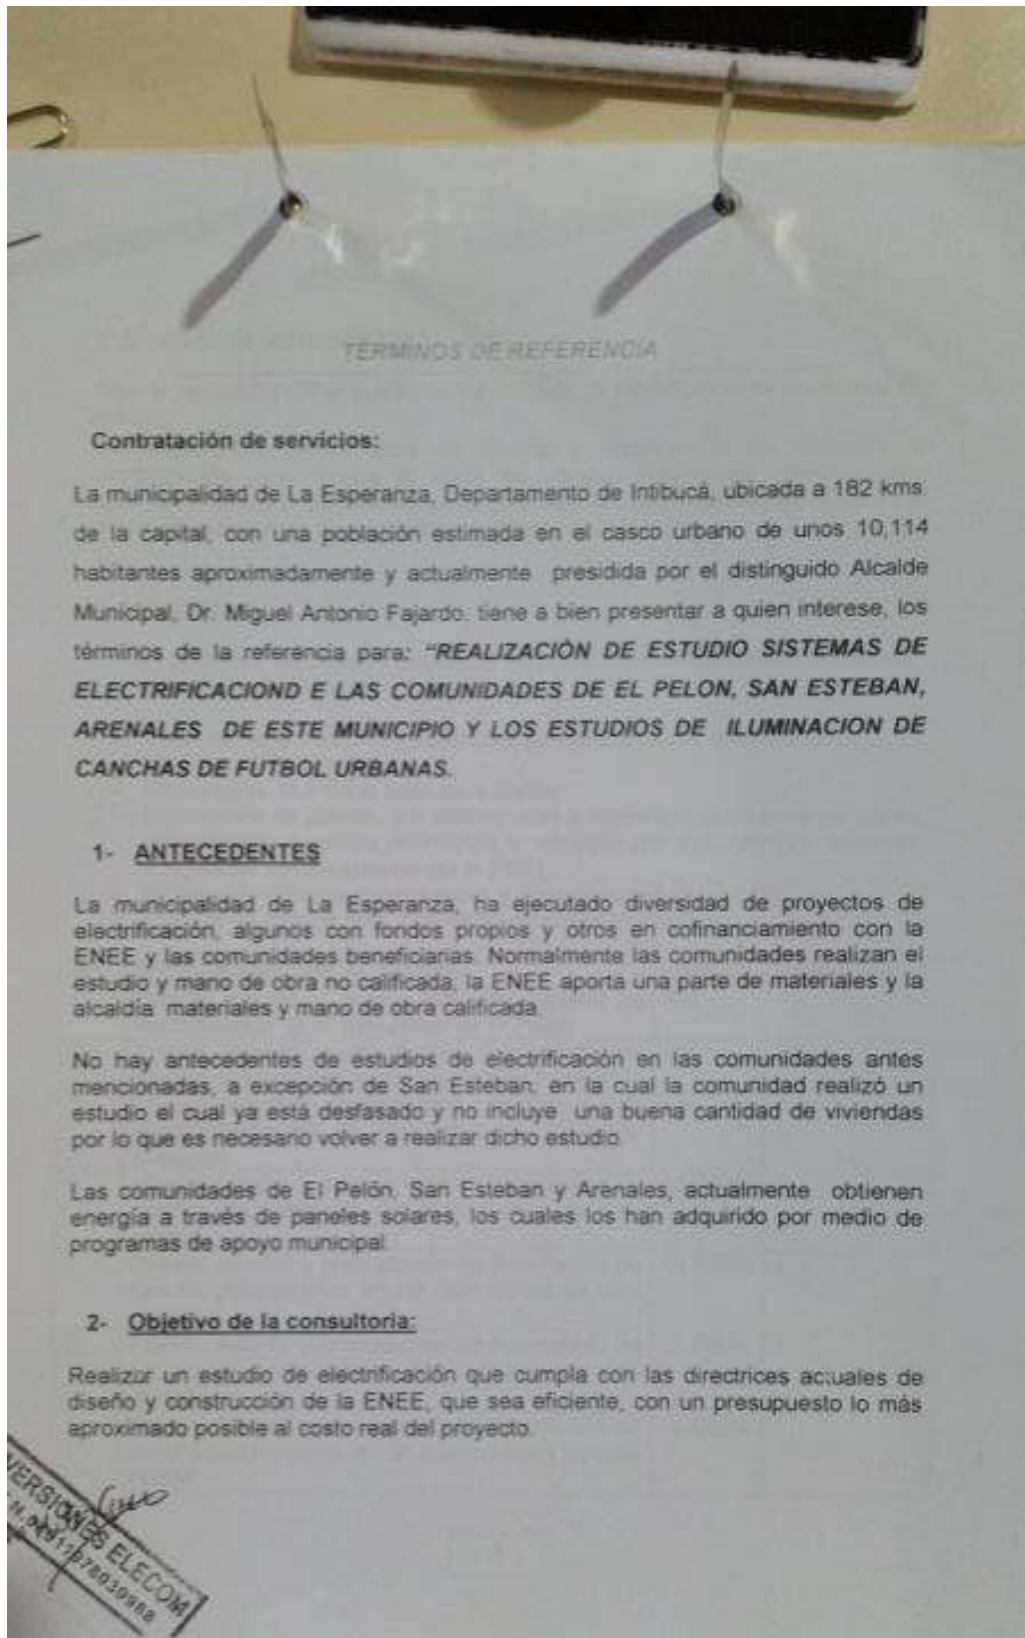 TÉRMINOS DE REFERENCIA
Contratación de servicios:
La municipalidad de La Esperanza, Departamento de Intibucá, ubicada a 182 kms.
de la capital, con una población estimada en el casco urbano de unos 10,114
habitantes aproximadamente y actualmente presidida por el distinguido Alcalde
Municipal, Dr. Miguel Antonio Fajardo, tiene a bien presentar a quien interese, los
términos de la referencia para: "REALIZACIÓN DE ESTUDIO SISTEMAS DE
ELECTRIFICACIOND E LAS COMUNIDADES DE EL PELON, SAN ESTEBAN,
ARENALES DE ESTE MUNICIPIO Y LOS ESTUDIOS DE ILUMINACION DE
CANCHAS DE FUTBOL URBANAS.
1- ANTECEDENTES
La municipalidad de La Esperanza, ha ejecutado diversidad de proyectos de
electrificación, algunos con fondos propios y otros en cofinanciamiento con la
ENEE y las comunidades beneficiarias. Normalmente las comunidades realizan el
estudio y mano de obra no calificada, la ENEE aporta una parte de materiales y la
alcaldía materiales y mano de obra calificada.
No hay antecedentes de estudios de electrificación en las comunidades antes
mencionadas, a excepción de San Esteban, en la cual la comunidad realizó un
estudio el cual ya está desfasado y no incluye una buena cantidad de viviendas
por lo que es necesario volver a realizar dicho estudio.
Las comunidades de El Pelón, San Esteban y Arenales, actualmente obtienen
energía a través de paneles solares, los cuales los han adquirido por medio de
programas de apoyo municipal.
2- Objetivo de la consultoria:
Realizar un estudio de electrificación que cumpla con las directrices actuales de
diseño y construcción de la ENEE, que sea eficiente, con un presupuesto lo más
aproximado posible al costo real del proyecto.
VERSIONES ELECOM